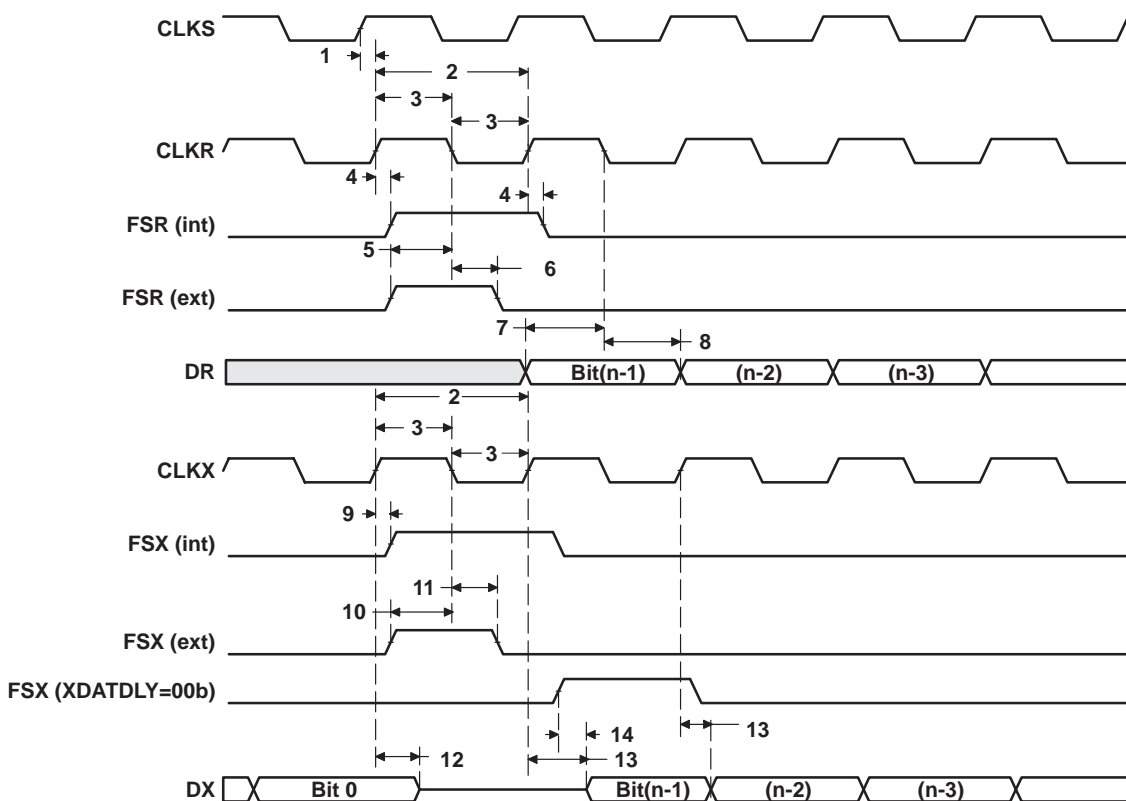 CLKS
1
2
3
3
CLKR
4
4
FSR (int)
5
6
FSR (ext)
7
8
DR Bit(n-1) (n-2) (n-3)
2
3
3
CLKX
9
FSX (int)
11
10
FSX (ext)
FSX (XDATDLY=00b)
14
13
12
13
DX Bit 0 Bit(n-1) (n-2) (n-3)